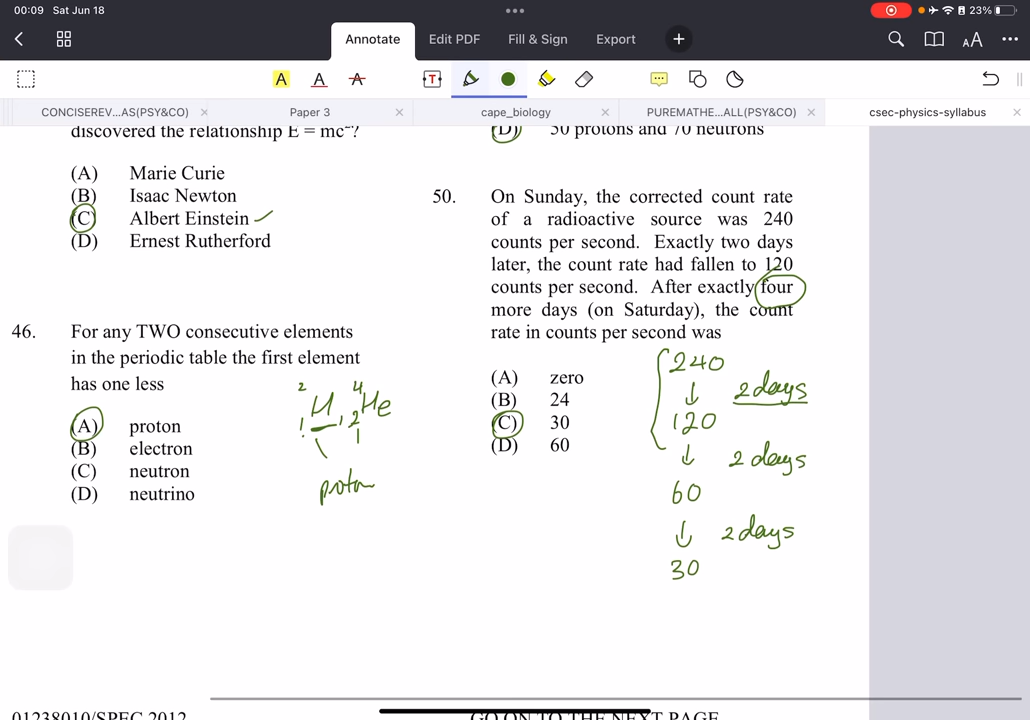 00:09 Sat Jun 18
23%
Annotate Edit PDF Fill & Sign Export
CONCISEREV...AS(PSY&CO) Paper 3 cape_biology PUREMATHE...ALL(PSY&CO) csec-physics-syllabus
discovered the relationship E = mc²?
(A) Marie Curie
(B) Isaac Newton
(C) Albert Einstein
(D) Ernest Rutherford
46. For any TWO consecutive elements
in the periodic table the first element
has one less
(A) proton
(B) electron
(C) neutron
(D) neutrino
2 H 1, 4 He 2
1 1
proton
(D) 50 protons and 70 neutrons
50. On Sunday, the corrected count rate
of a radioactive source was 240
counts per second. Exactly two days
later, the count rate had fallen to 120
counts per second. After exactly four
more days (on Saturday), the count
rate in counts per second was
(A) zero
(B) 24
(C) 30
(D) 60
240
↓ 2 days
120
↓ 2 days
60
↓ 2 days
30
01238010/SPEC 2012
GO ON TO THE NEXT PAGE